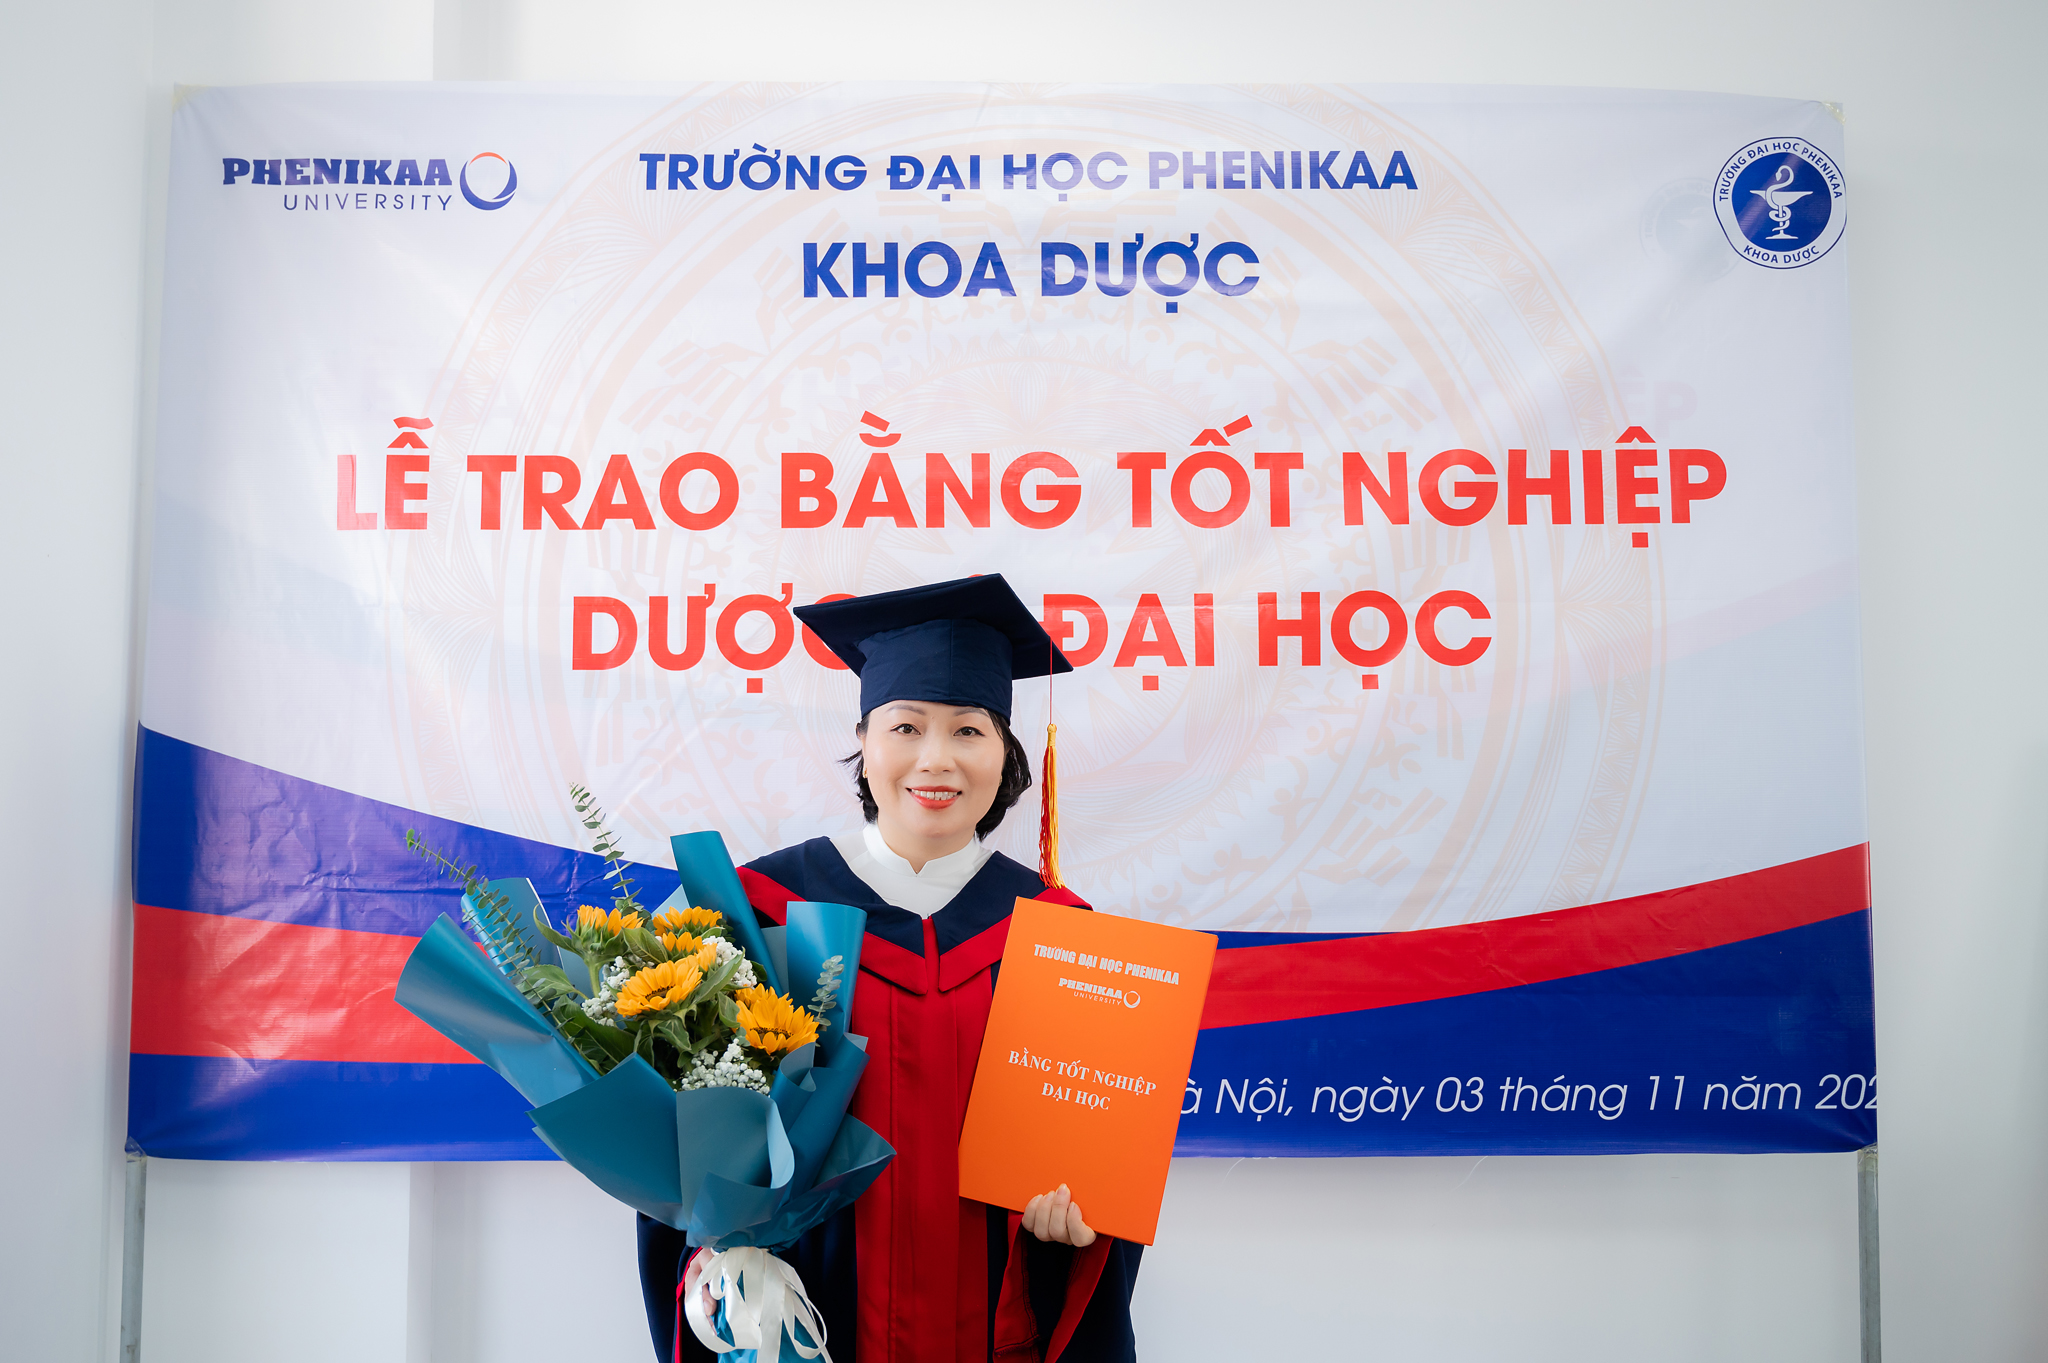 PHENIKAA
UNIVERSITY
TRƯỜNG ĐẠI HỌC PHENIKAA
KHOA DƯỢC
TRƯỜNG ĐẠI HỌC PHENIKAA
KHOA DƯỢC
LỄ TRAO BẰNG TỐT NGHIỆP
ĐẠI HỌC
TRƯỜNG ĐẠI HỌC PHENIKAA
PHENIKAA
UNIVERSITY
BẰNG TỐT NGHIỆP
ĐẠI HỌC
Nội, ngày 03 tháng 11 năm